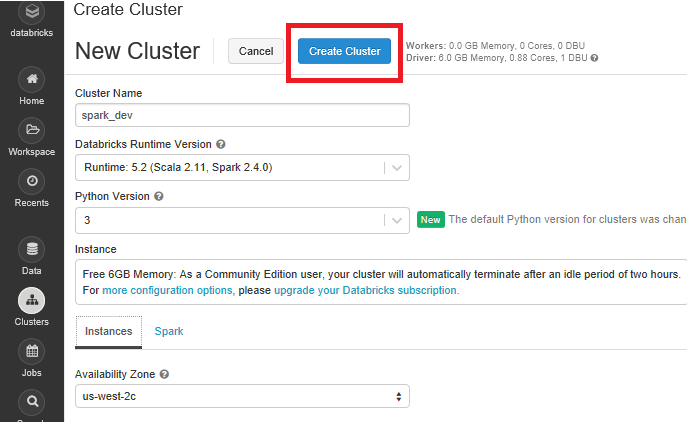 Create Cluster
databricks
New Cluster
Cancel
Create Cluster
Workers: 0.0 GB Memory, 0 Cores, 0 DBU
Driver: 6.0 GB Memory, 0.88 Cores, 1 DBU
Home
Workspace
Recents
Data
Clusters
Jobs
Cluster Name
spark_dev
Databricks Runtime Version
Runtime: 5.2 (Scala 2.11, Spark 2.4.0)
Python Version
3
New The default Python version for clusters was chan
Instance
Free 6GB Memory: As a Community Edition user, your cluster will automatically terminate after an idle period of two hours.
For more configuration options, please upgrade your Databricks subscription.
Instances
Spark
Availability Zone
us-west-2c